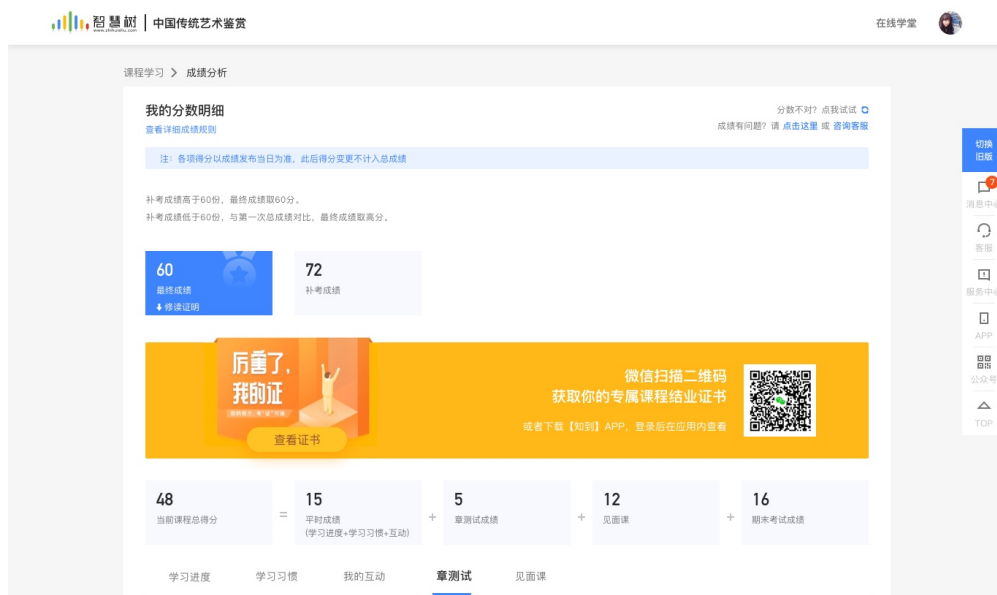 智慧树
www.zhihuishu.com
中国传统艺术鉴赏
在线学堂
课程学习 > 成绩分析
我的分数明细
分数不对？点我试试
查看详细成绩规则
成绩有问题？请 点击这里 或 咨询客服
注：各项得分以成绩发布当日为准，此后得分变更不计入总成绩
补考成绩高于60份，最终成绩取60分。
补考成绩低于60份，与第一次总成绩对比，最终成绩取高分。
60
最终成绩
修读证明
72
补考成绩
厉害了，
我的证
查看证书
微信扫描二维码
获取你的专属课程结业证书
或者下载【知到】APP，登录后在应用内查看
48
当前课程总得分
=
15
平时成绩
(学习进度+学习习惯+互动)
+
5
章测试成绩
+
12
见面课
+
16
期末考试成绩
学习进度
学习习惯
我的互动
章测试
见面课
切换
旧版
7
消息中心
客服
服务中心
APP
公众号
TOP